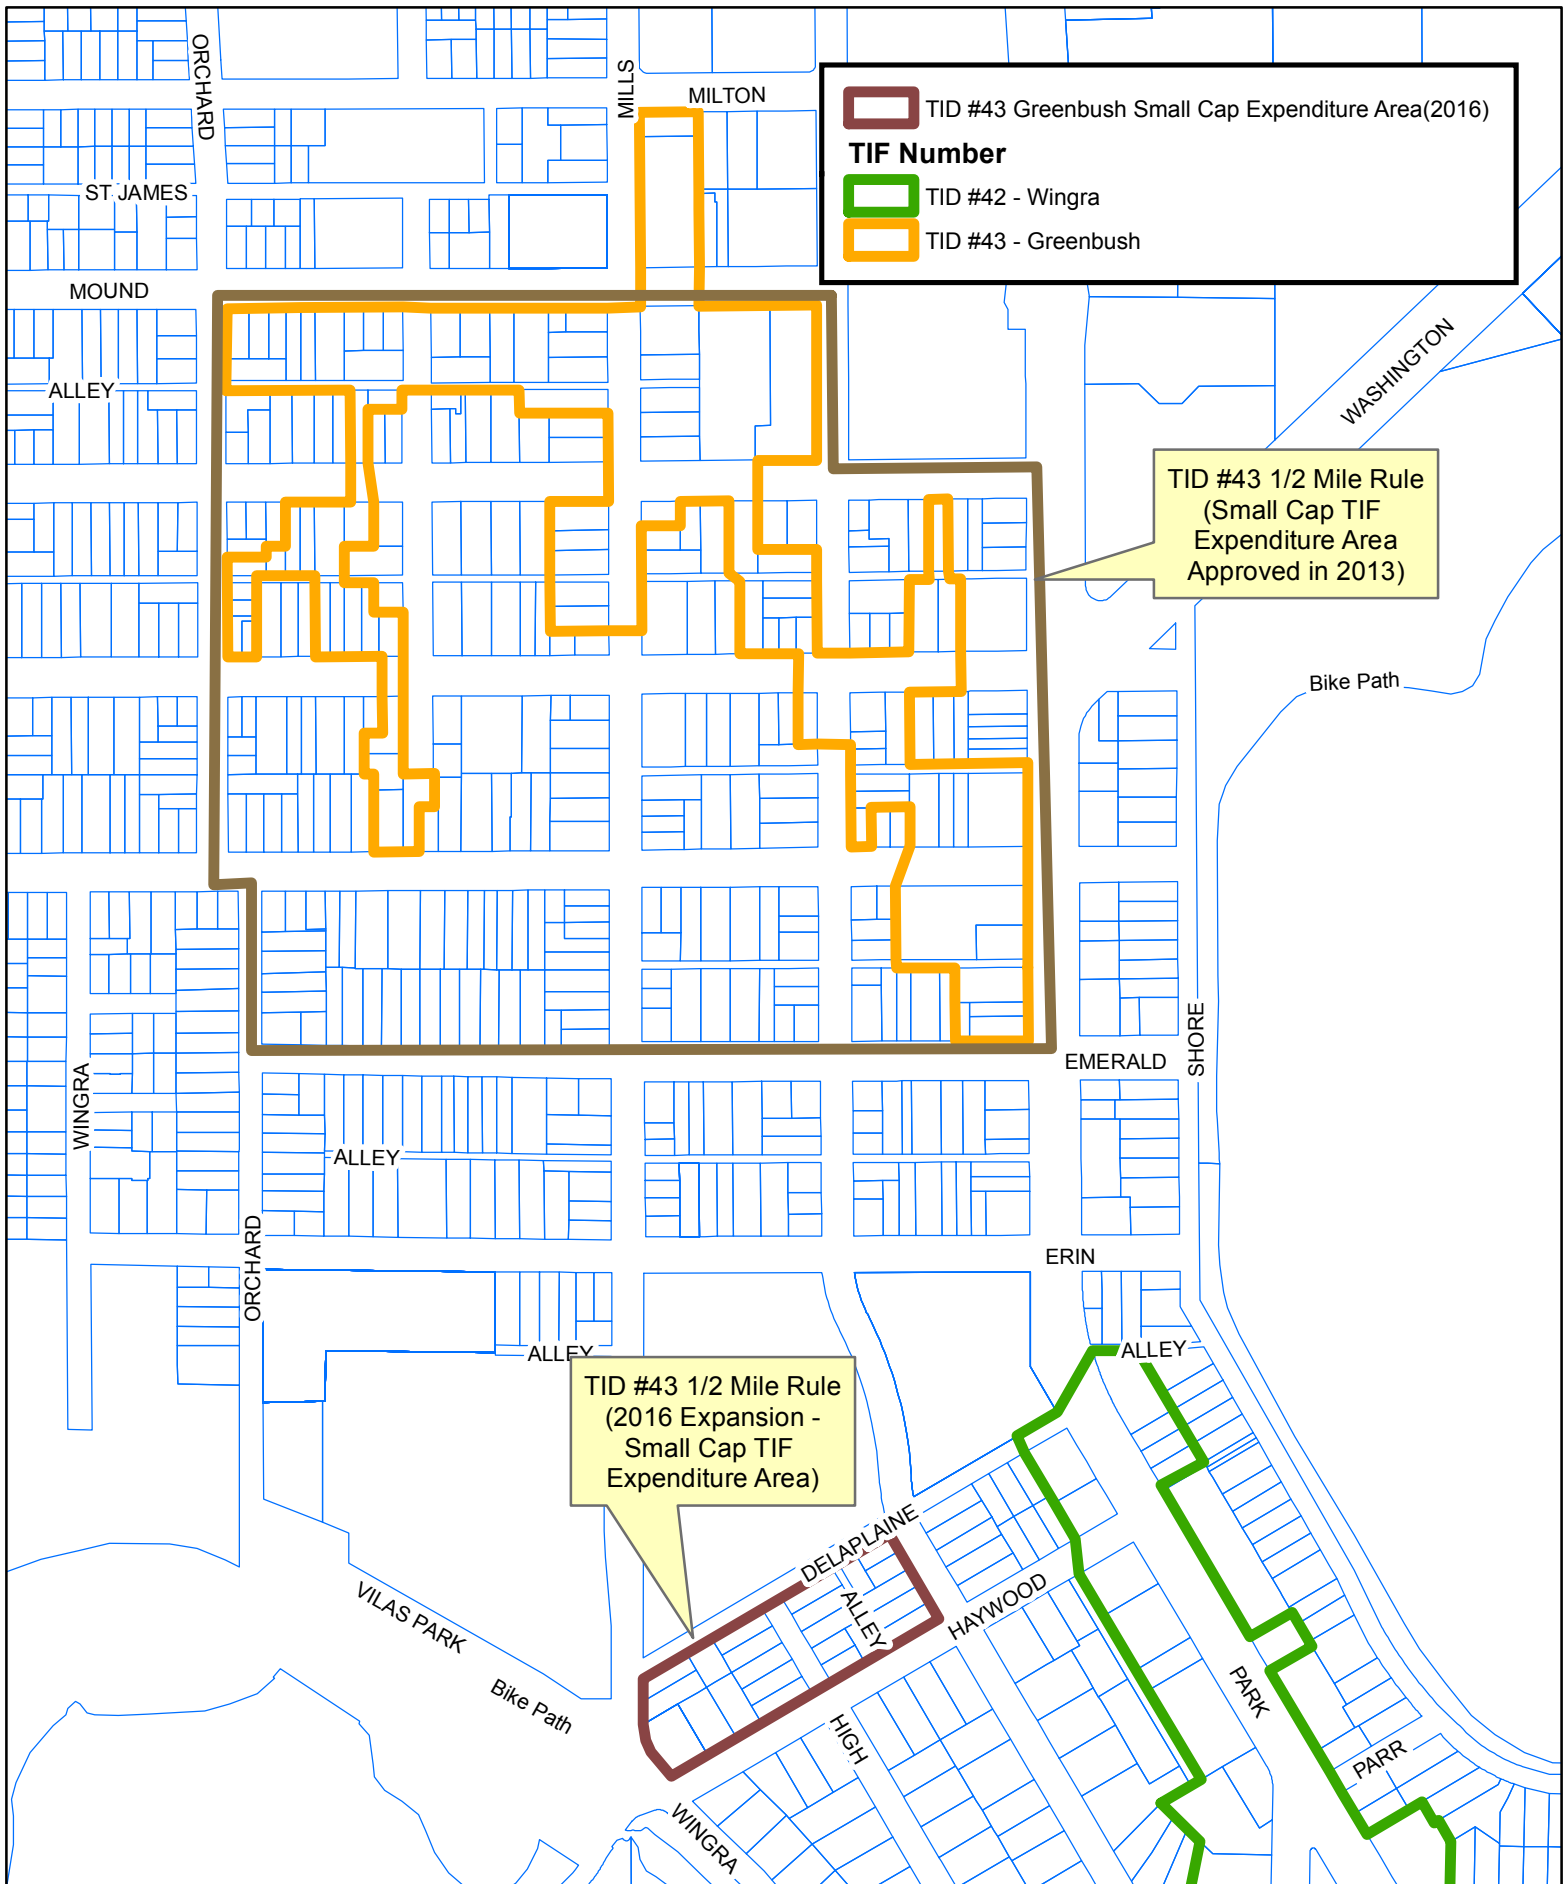 ORCHARD
MILLS
MILTON
TID #43 Greenbush Small Cap Expenditure Area(2016)
TIF Number
TID #42 - Wingra
TID #43 - Greenbush
ST JAMES
MOUND
ALLEY
WASHINGTON
TID #43 1/2 Mile Rule
(Small Cap TIF
Expenditure Area
Approved in 2013)
Bike Path
SHORE
EMERALD
WINGRA
ALLEY
ORCHARD
ERIN
ALLEY
ALLEY
TID #43 1/2 Mile Rule
(2016 Expansion -
Small Cap TIF
Expenditure Area)
DELAPLAINE
ALLEY
HAYWOOD
VILAS PARK
Bike Path
PARK
HIGH
PARR
WINGRA